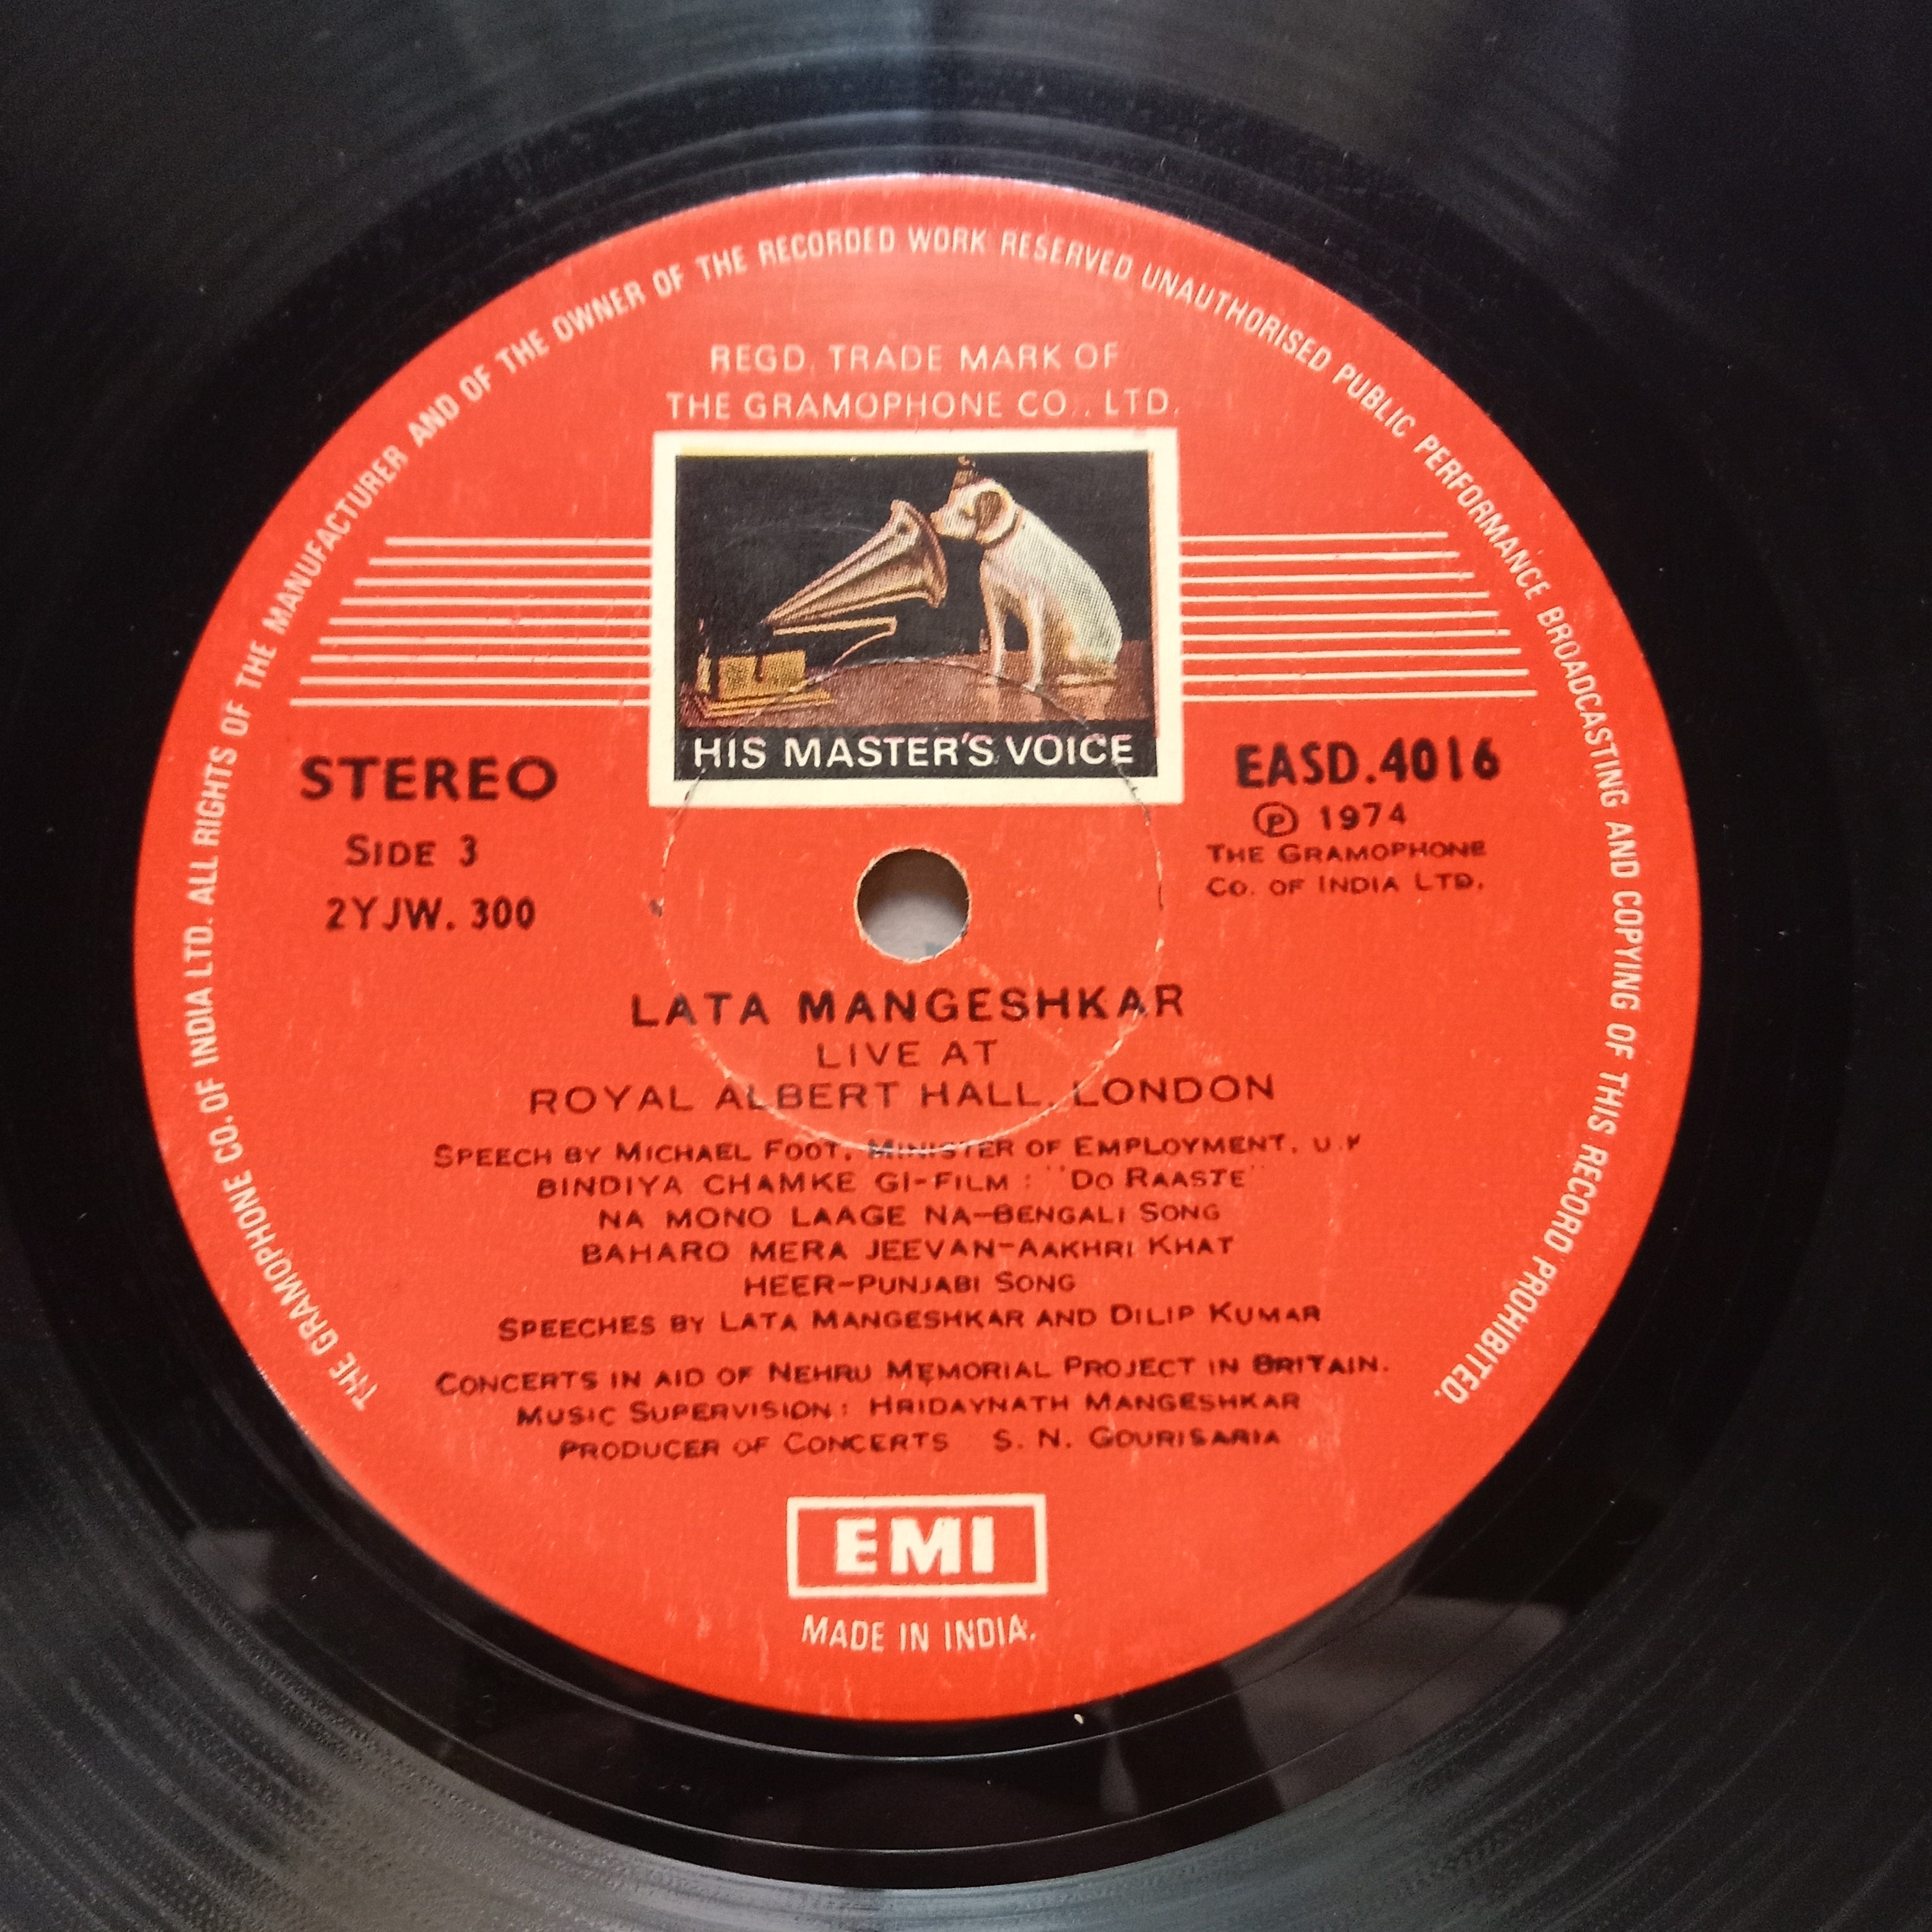 THE GRAMOPHONE CO. OF INDIA LTD. ALL RIGHTS OF THE MANUFACTURER AND OF THE OWNER OF THE RECORDED WORK RESERVED UNAUTHORISED PUBLIC PERFORMANCE BROADCASTING AND COPYING OF THIS RECORD PROHIBITED.
REGD. TRADE MARK OF
THE GRAMOPHONE CO., LTD.
HIS MASTER'S VOICE
STEREO
SIDE 3
2YJW. 300
EASD.4016
Ⓟ 1974
THE GRAMOPHONE
CO. OF INDIA LTD.
LATA MANGESHKAR
LIVE AT
ROYAL ALBERT HALL, LONDON
SPEECH BY MICHAEL FOOT, MINISTER OF EMPLOYMENT, U.K
BINDIYA CHAMKE GI-FILM : "DO RAASTE"
NA MONO LAAGE NA-BENGALI SONG
BAHARO MERA JEEVAN-AAKHRI KHAT
HEER-PUNJABI SONG
SPEECHES BY LATA MANGESHKAR AND DILIP KUMAR
CONCERTS IN AID OF NEHRU MEMORIAL PROJECT IN BRITAIN.
MUSIC SUPERVISION: HRIDAYNATH MANGESHKAR
PRODUCER OF CONCERTS S. N. GOURISARIA
EMI
MADE IN INDIA.